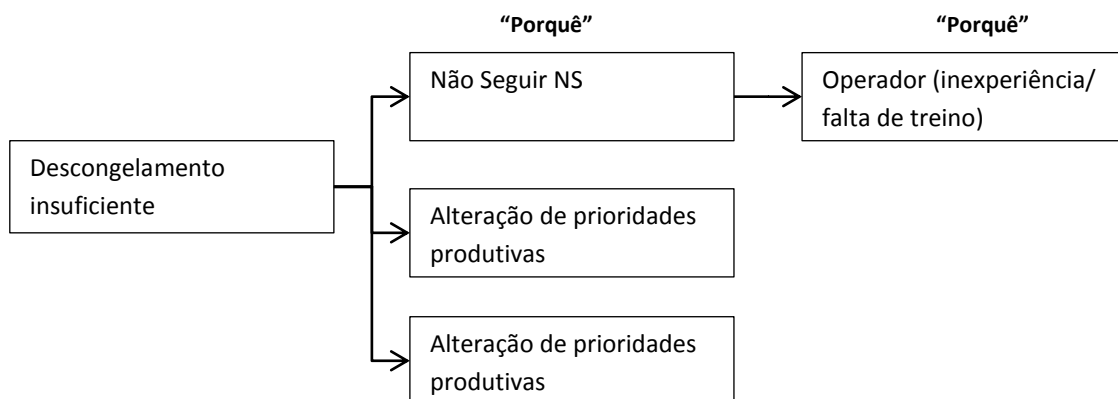 “Porquê”
“Porquê”
Não Seguir NS
Operador (inexperiência/
falta de treino)
Descongelamento
insuficiente
Alteração de prioridades
produtivas
Alteração de prioridades
produtivas